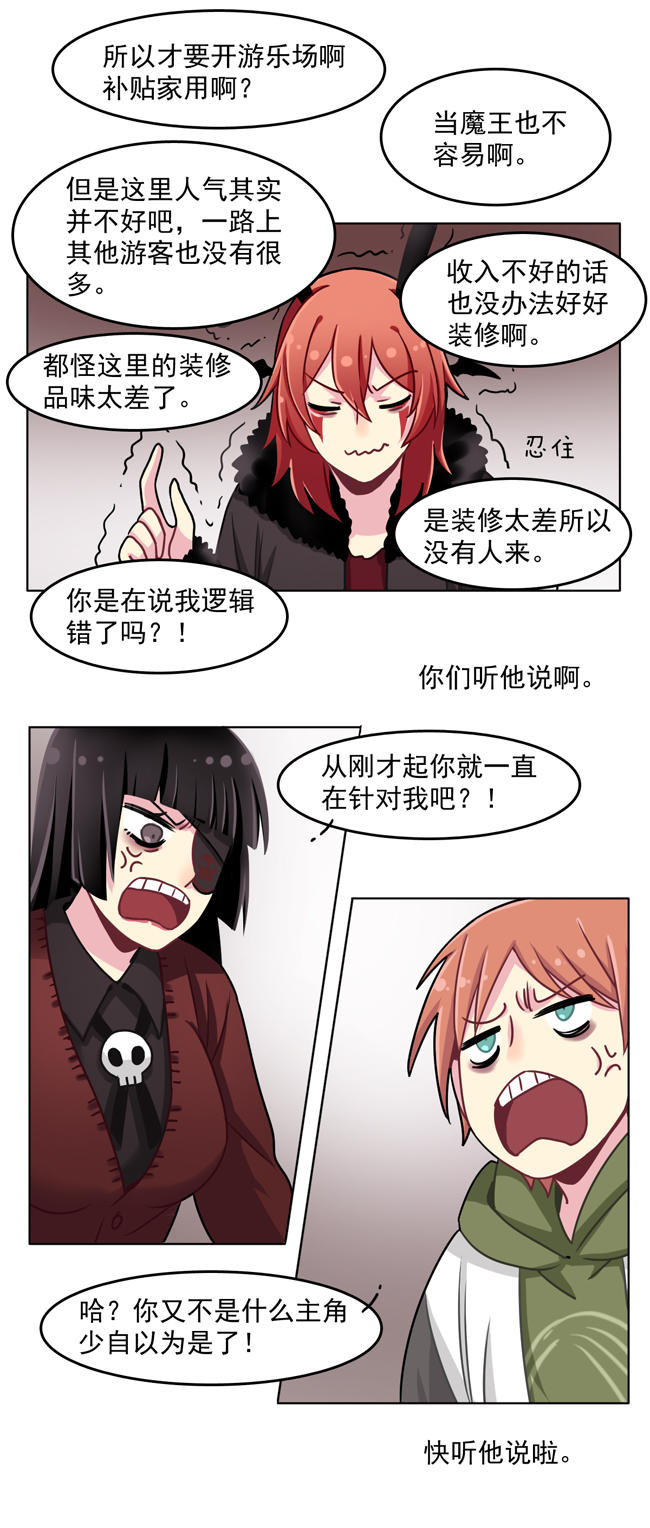 所以才要开游乐场啊
补贴家用啊？
当魔王也不
容易啊。
但是这里人气其实
并不好吧，一路上
其他游客也没有很
多。
收入不好的话
也没办法好好
装修啊。
都怪这里的装修
品味太差了。
忍住
是装修太差所以
没有人来。
你是在说我逻辑
错了吗？！
你们听他说啊。
从刚才起你就一直
在针对我吧？！
哈？你又不是什么主角
少自以为是了！
快听他说啦。